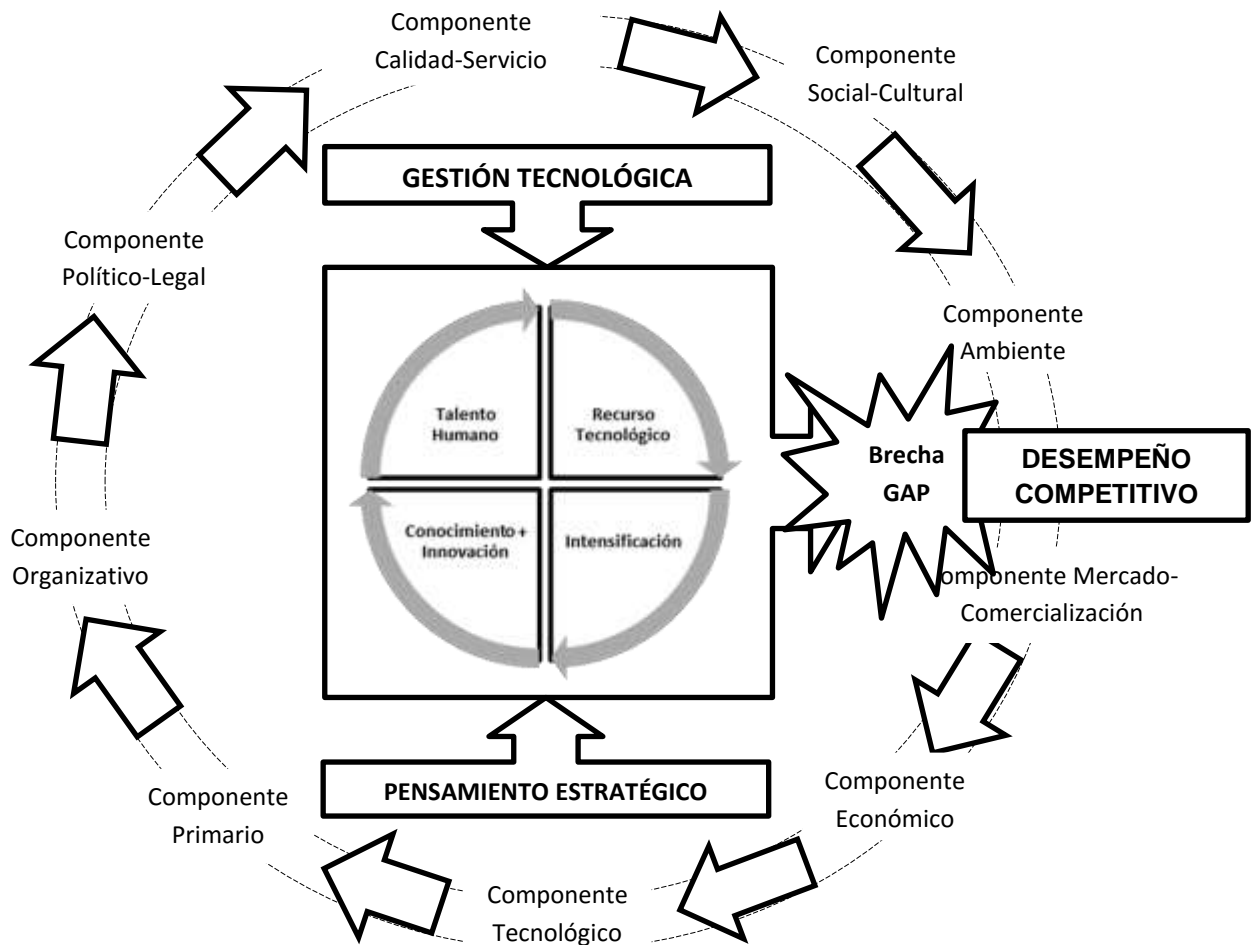 Componente
Calidad-Servicio
Componente
Social-Cultural
GESTIÓN TECNOLÓGICA
Componente
Político-Legal
Componente
Ambiente
Talento
Humano
Recurso
Tecnológico
Brecha
GAP
DESEMPEÑO
COMPETITIVO
Conocimiento +
Innovación
Intensificación
Componente
Organizativo
omponente Mercado-
Comercialización
PENSAMIENTO ESTRATÉGICO
Componente
Primario
Componente
Económico
Componente
Tecnológico